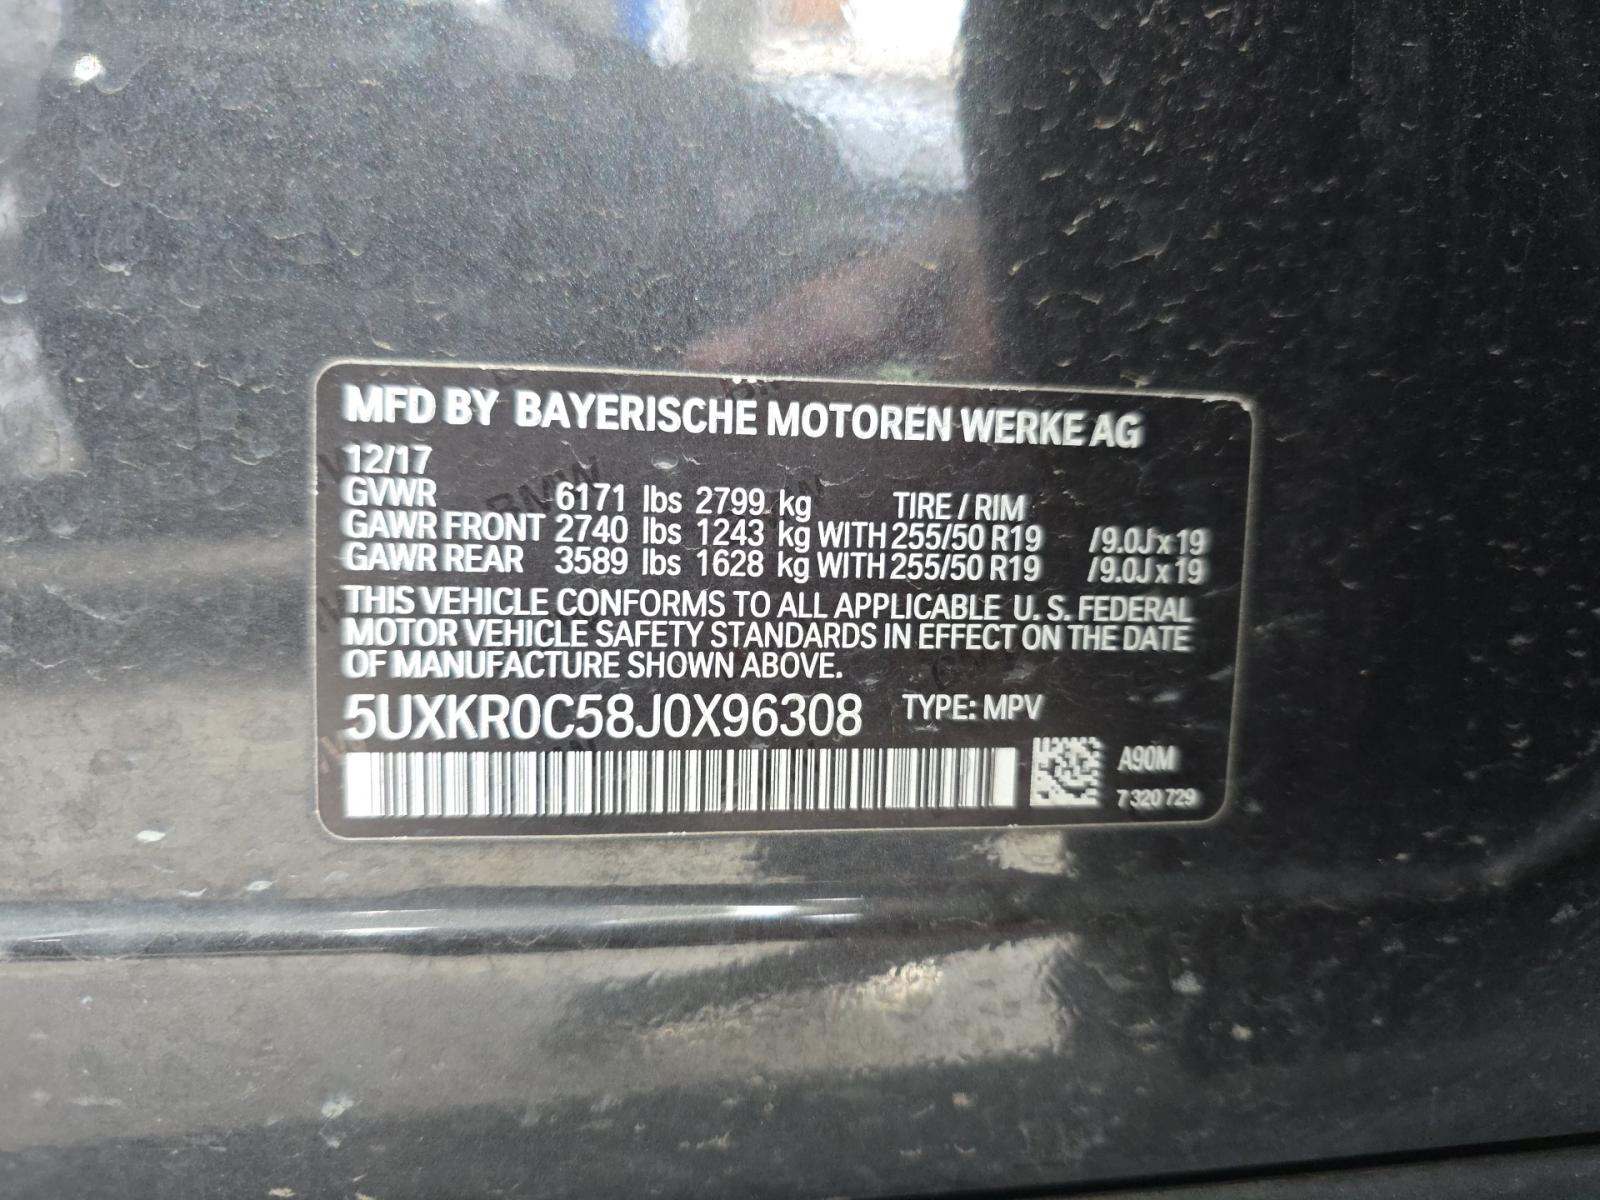 MFD BY BAYERISCHE MOTOREN WERKE AG
12/17
GVWR 6171 lbs 2799 kg TIRE / RIM
GAWR FRONT 2740 lbs 1243 kg WITH 255/50 R19 /9.0J x 19
GAWR REAR 3589 lbs 1628 kg WITH 255/50 R19 /9.0J x 19
THIS VEHICLE CONFORMS TO ALL APPLICABLE U. S. FEDERAL
MOTOR VEHICLE SAFETY STANDARDS IN EFFECT ON THE DATE
OF MANUFACTURE SHOWN ABOVE.
5UXKR0C58J0X96308 TYPE: MPV
A90M
7 320 729